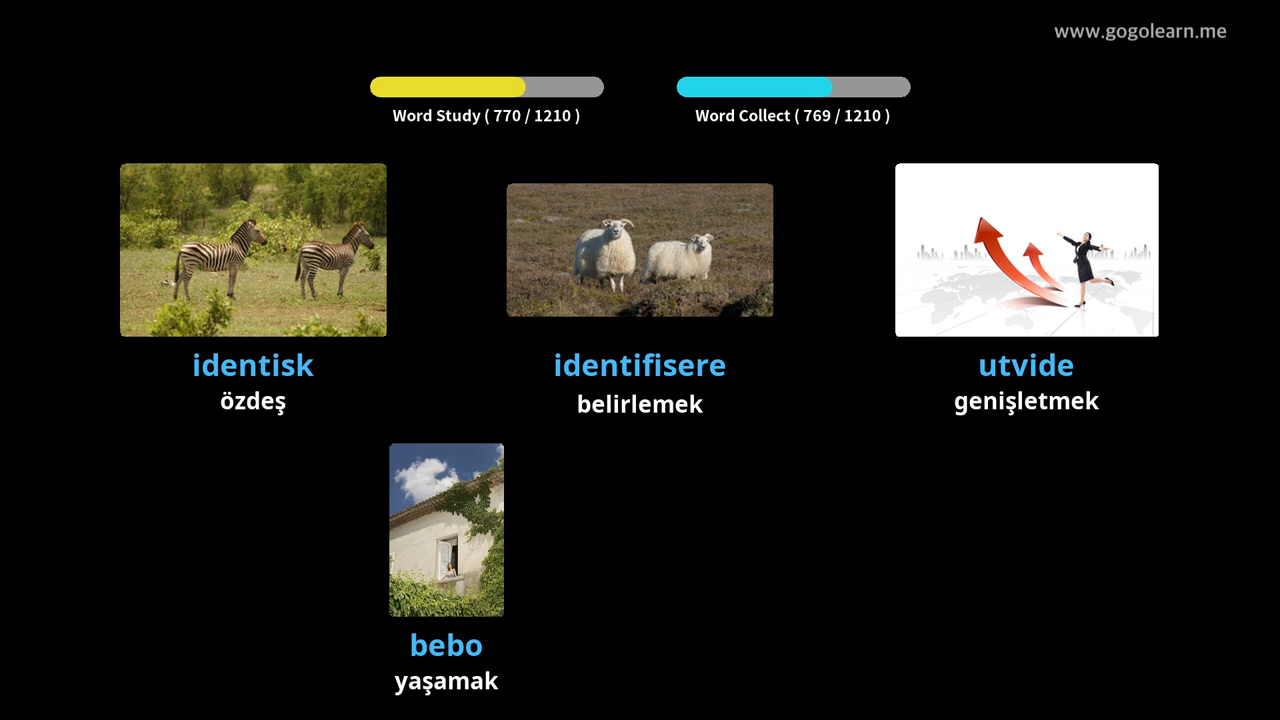 www.gogolearn.me
Word Study ( 770 / 1210 )
Word Collect ( 769 / 1210 )
identisk
özdeş
identifisere
belirlemek
utvide
genişletmek
bebo
yaşamak